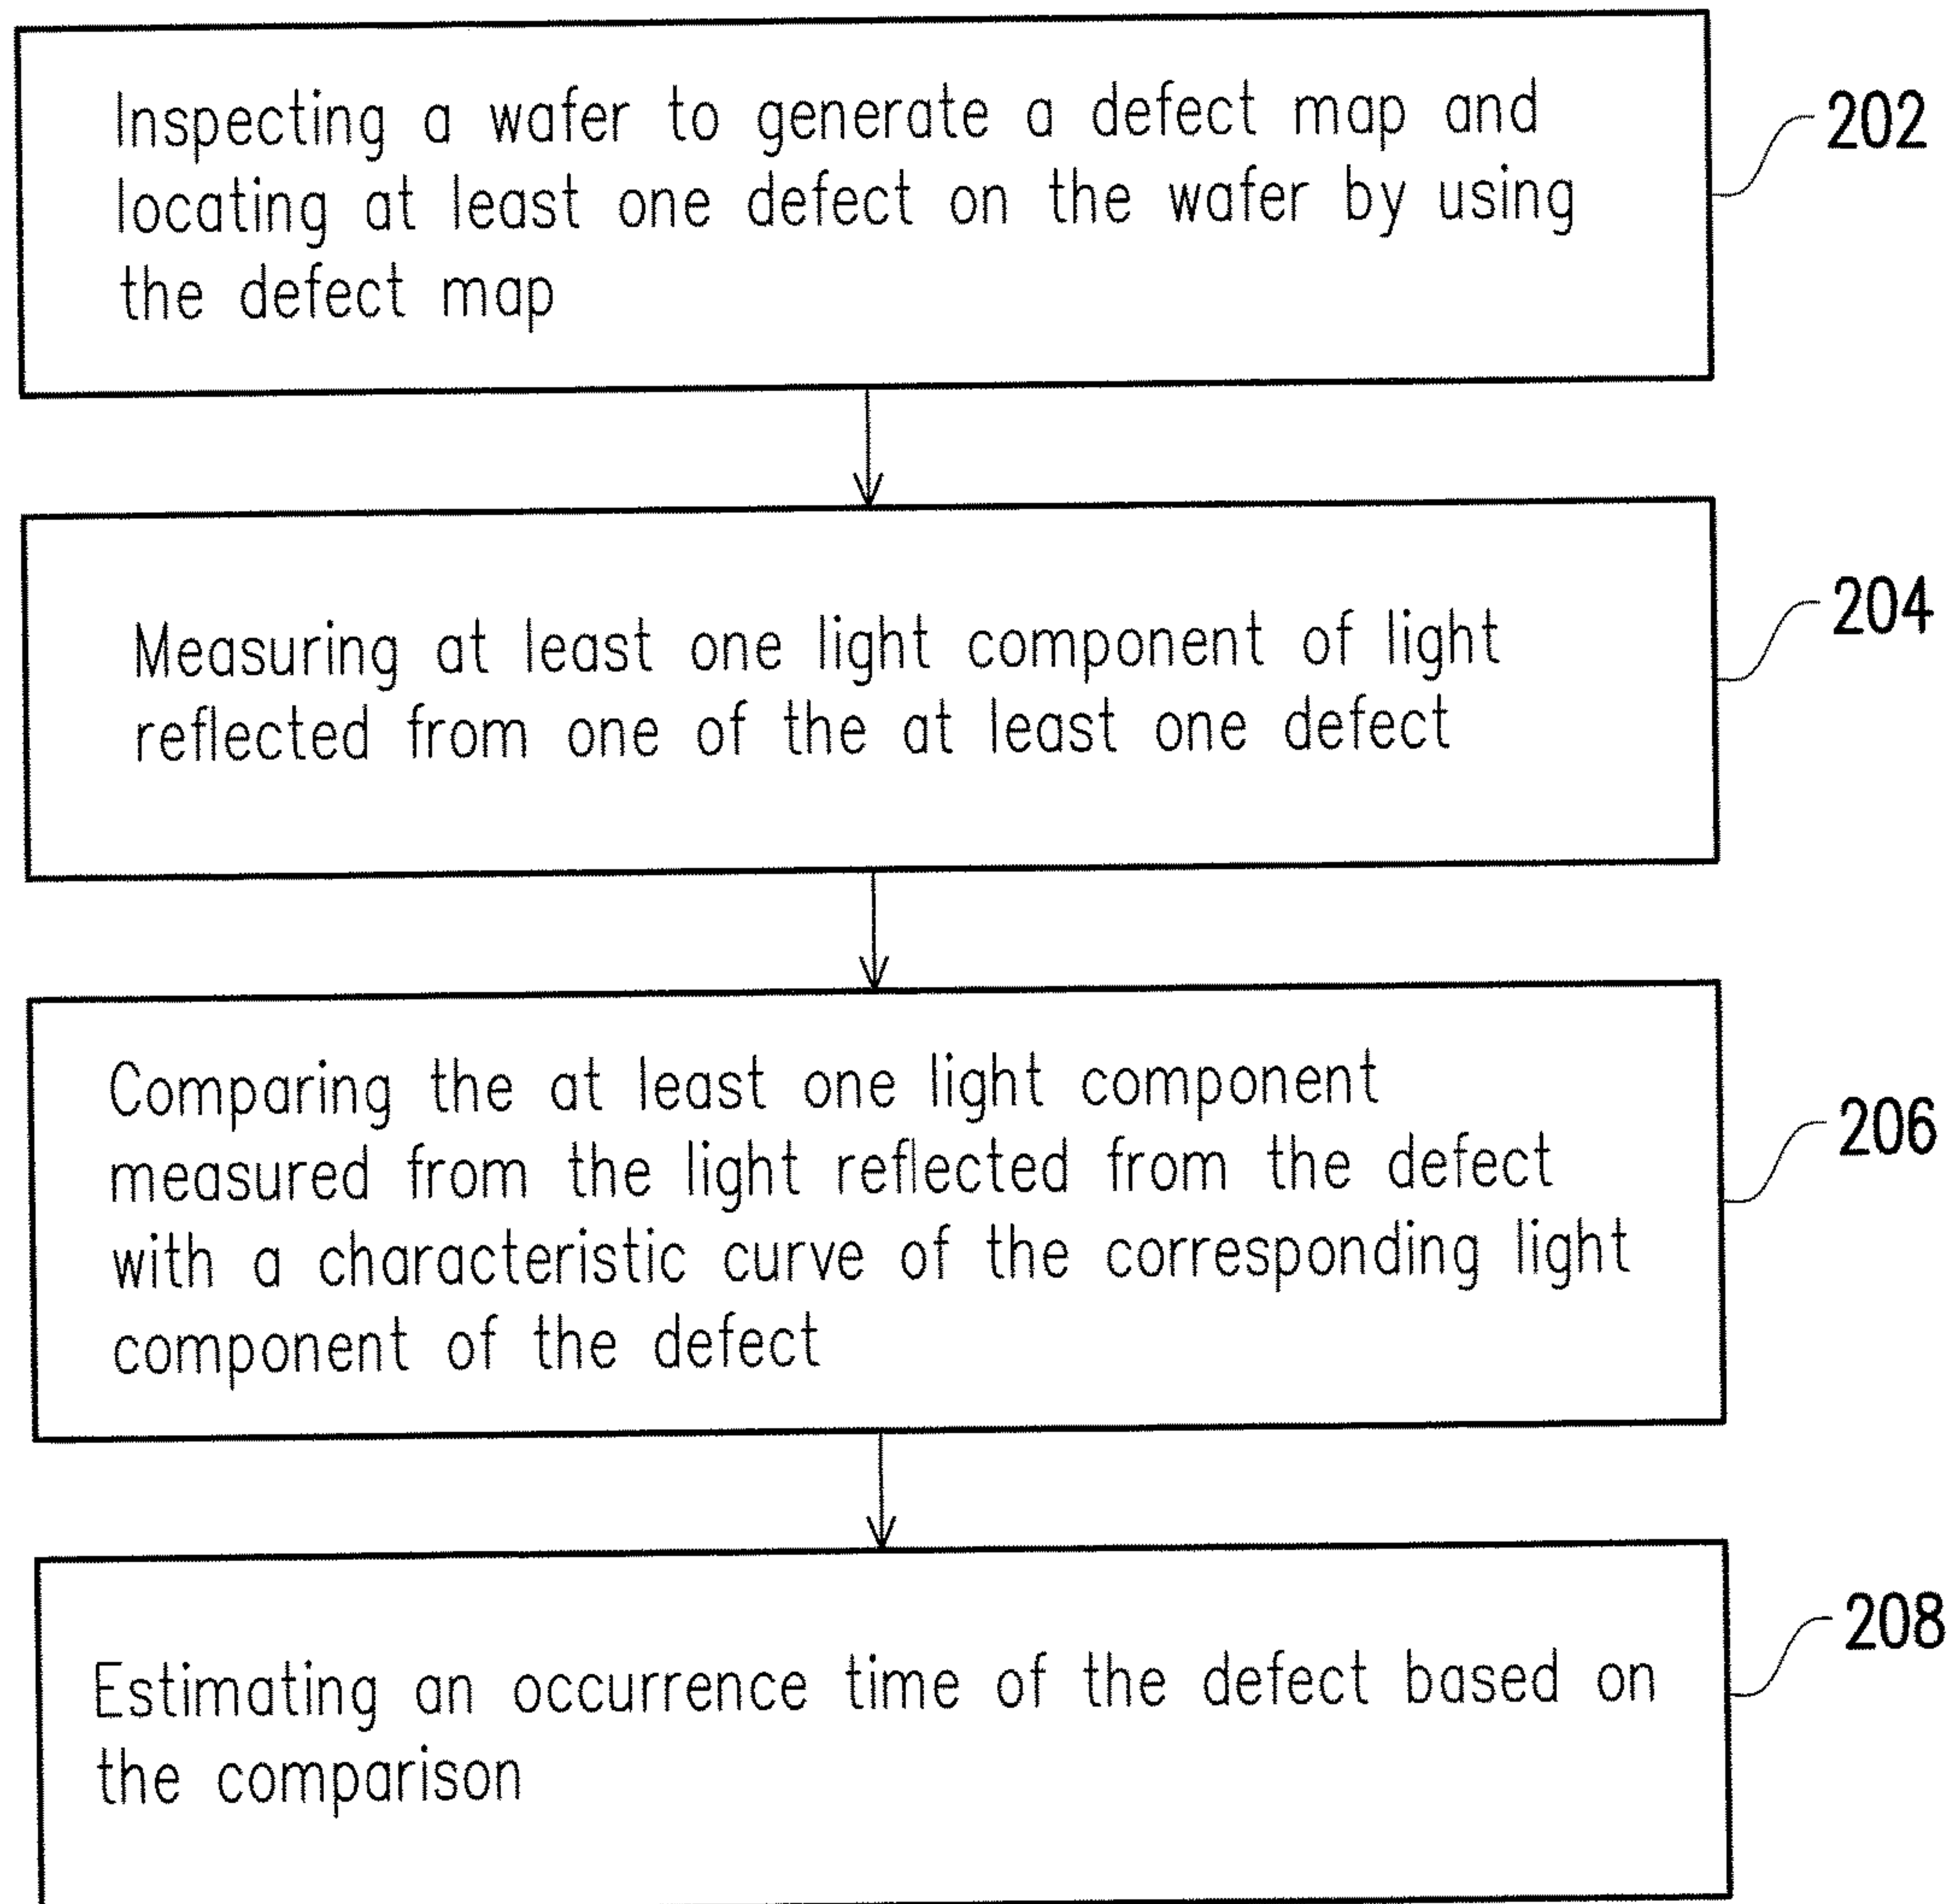 Inspecting a wafer to generate a defect map and
locating at least one defect on the wafer by using
the defect map
202
Measuring at least one light component of light
reflected from one of the at least one defect
204
Comparing the at least one light component
measured from the light reflected from the defect
with a characteristic curve of the corresponding light
component of the defect
206
Estimating an occurrence time of the defect based on
the comparison
208